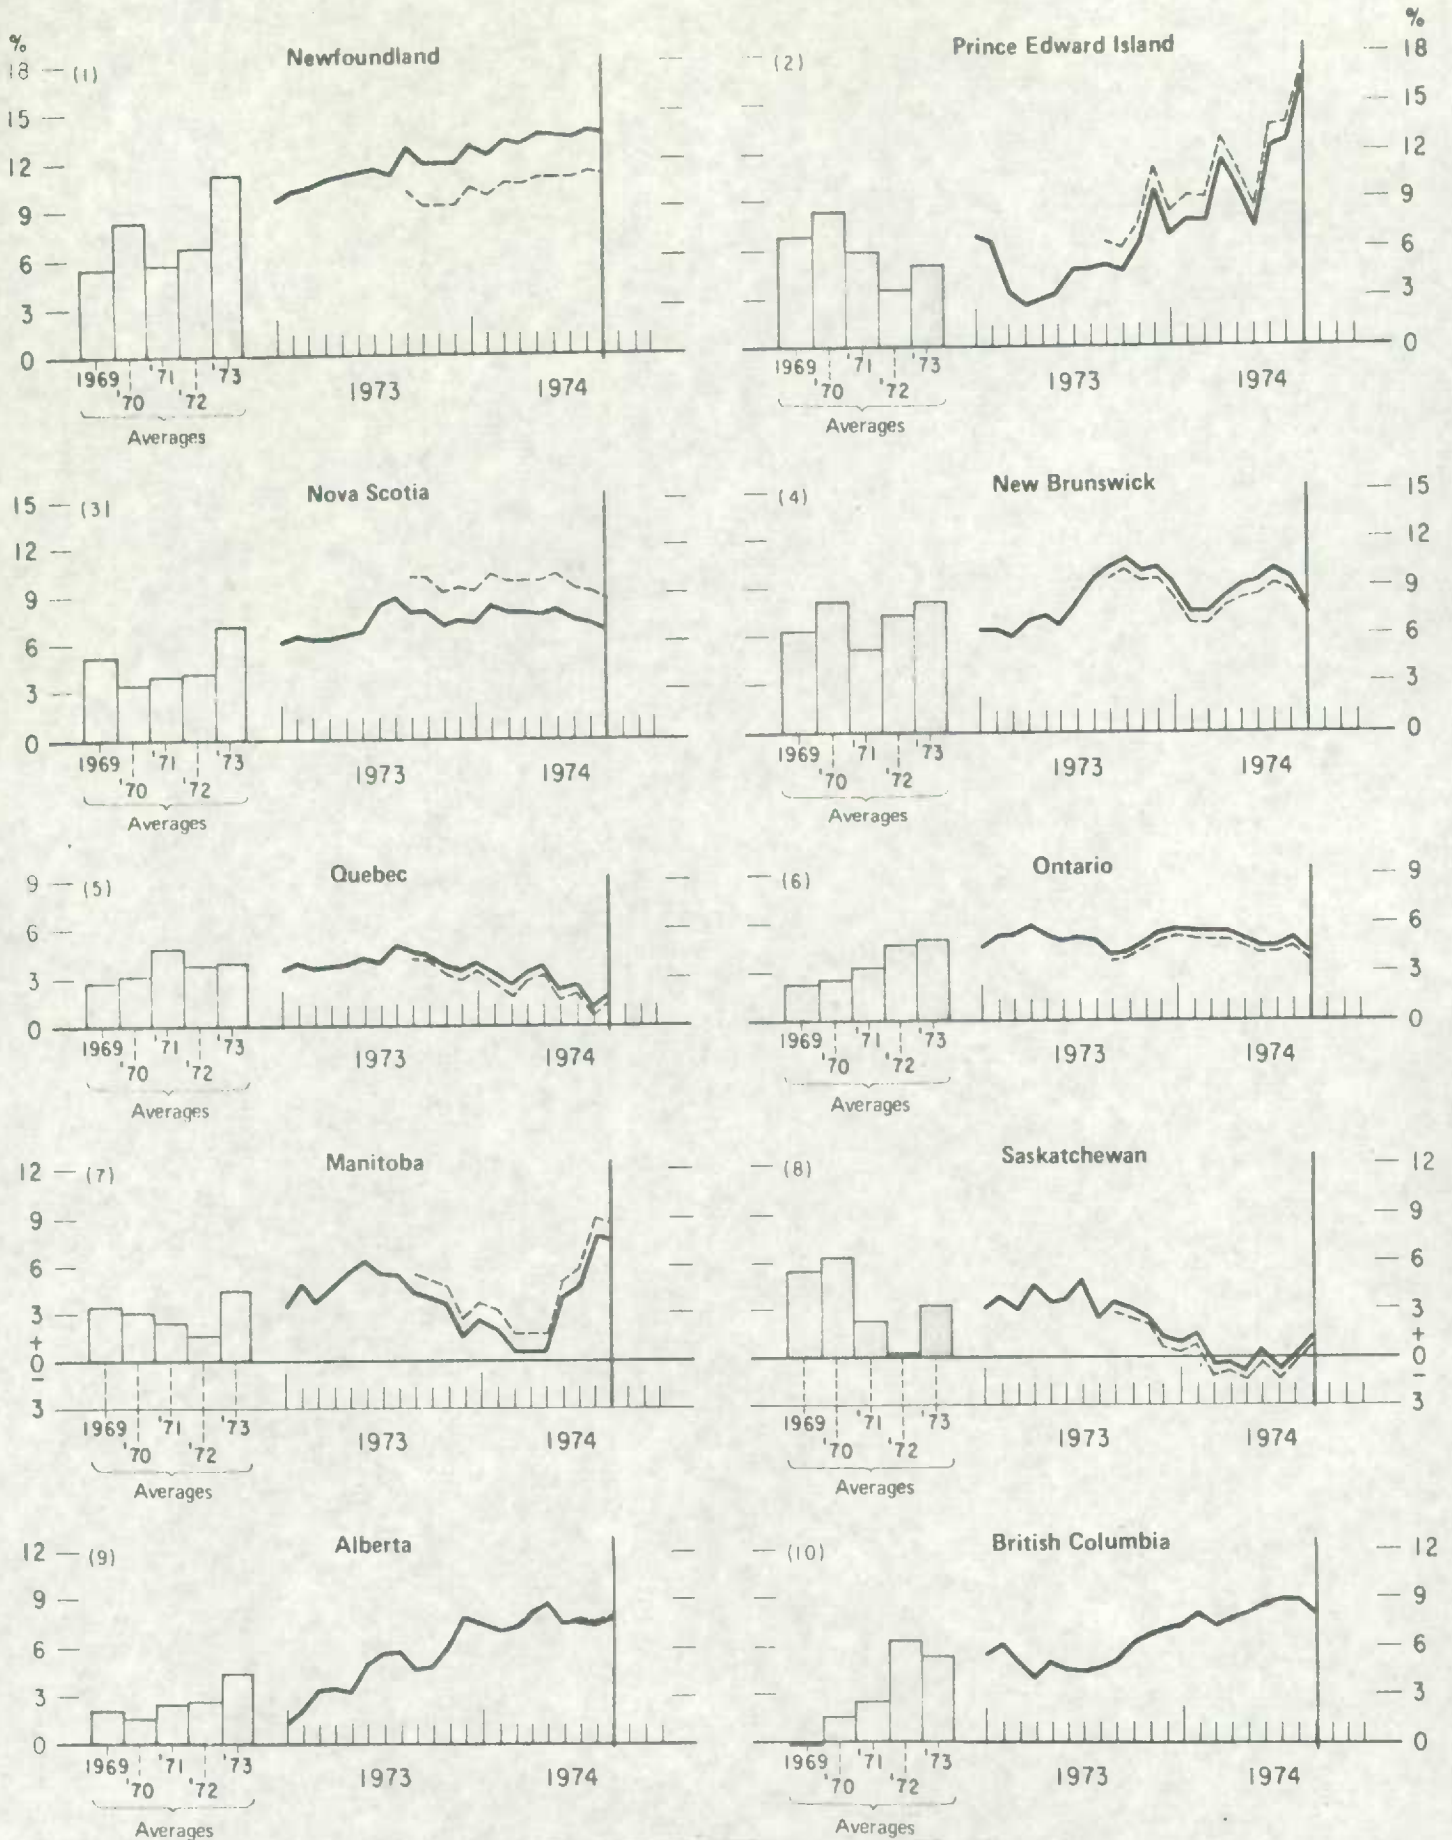 %
18 (1)
15
12
9
6
3
0
Newfoundland
1969 '70 '71 '72 '73
Averages
1973 1974
(2)
Prince Edward Island
%
18
15
12
9
6
3
0
1969 '70 '71 '72 '73
Averages
1973 1974
15 (3)
12
9
6
3
0
Nova Scotia
1969 '70 '71 '72 '73
Averages
1973 1974
(4)
New Brunswick
15
12
9
6
3
0
1969 '70 '71 '72 '73
Averages
1973 1974
9 (5)
6
3
0
Quebec
1969 '70 '71 '72 '73
Averages
1973 1974
(6)
Ontario
9
6
3
0
1969 '70 '71 '72 '73
Averages
1973 1974
12 (7)
9
6
3
+
0
−
3
Manitoba
1969 '70 '71 '72 '73
Averages
1973 1974
(8)
Saskatchewan
12
9
6
3
+
0
−
3
1969 '70 '71 '72 '73
Averages
1973 1974
12 (9)
9
6
3
0
Alberta
1969 '70 '71 '72 '73
Averages
1973 1974
(10)
British Columbia
12
9
6
3
0
1969 '70 '71 '72 '73
Averages
1973 1974